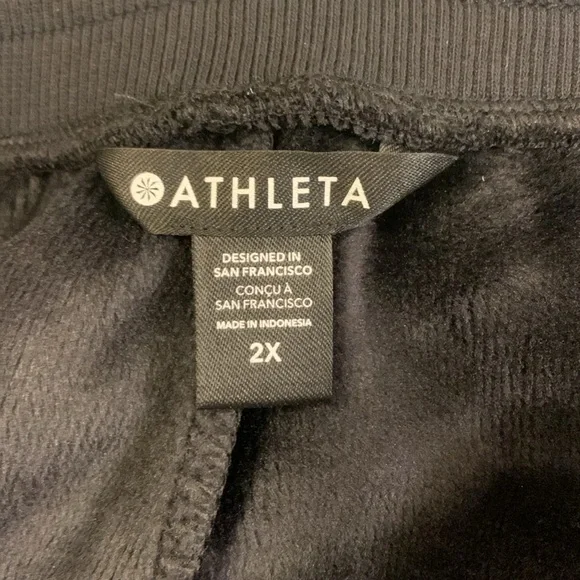 ATHLETA
DESIGNED IN
SAN FRANCISCO
CONÇU À
SAN FRANCISCO
MADE IN INDONESIA
2X